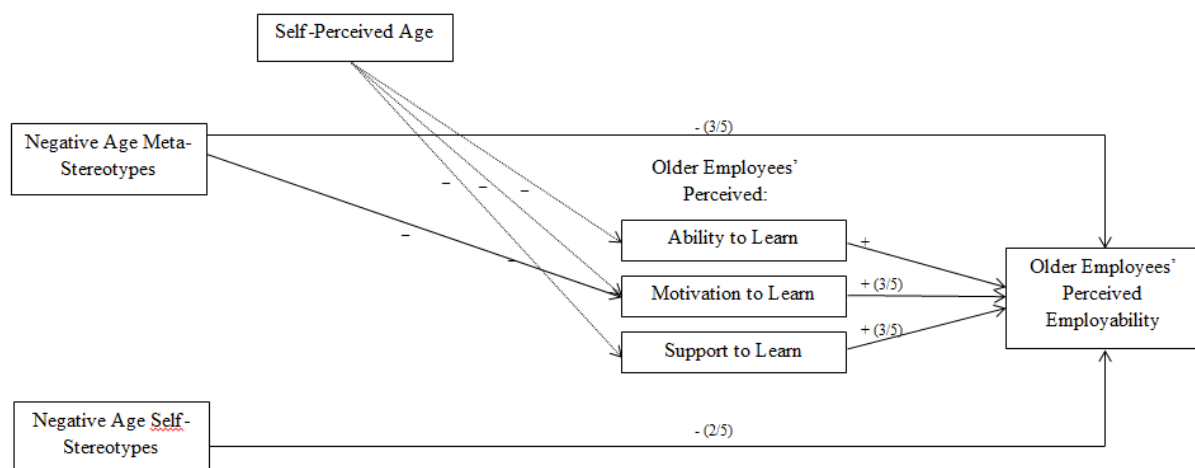 Self-Perceived Age
Negative Age Meta-
Stereotypes
- (3/5)
Older Employees’
Perceived:
–
–
–
–
–
Ability to Learn
+
Motivation to Learn
+ (3/5)
Support to Learn
+ (3/5)
Older Employees’
Perceived
Employability
Negative Age Self-
Stereotypes
- (2/5)